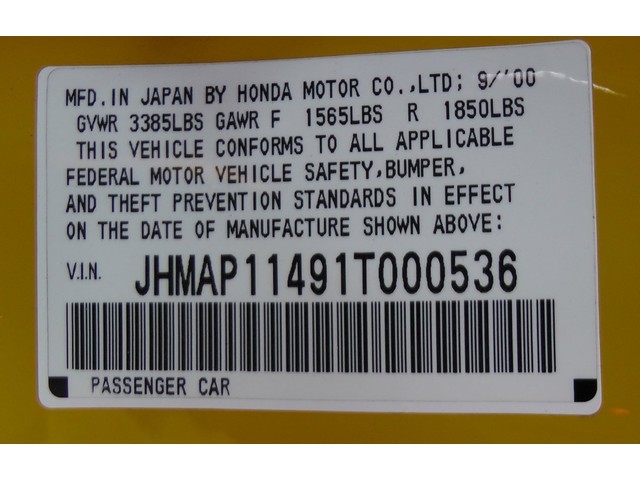 MFD. IN JAPAN BY HONDA MOTOR CO.,LTD; 9/'00
GVWR 3385LBS GAWR F 1565LBS R 1850LBS
THIS VEHICLE CONFORMS TO ALL APPLICABLE
FEDERAL MOTOR VEHICLE SAFETY,BUMPER,
AND THEFT PREVENTION STANDARDS IN EFFECT
ON THE DATE OF MANUFACTURE SHOWN ABOVE:
V.I.N. JHMAP11491T000536
PASSENGER CAR